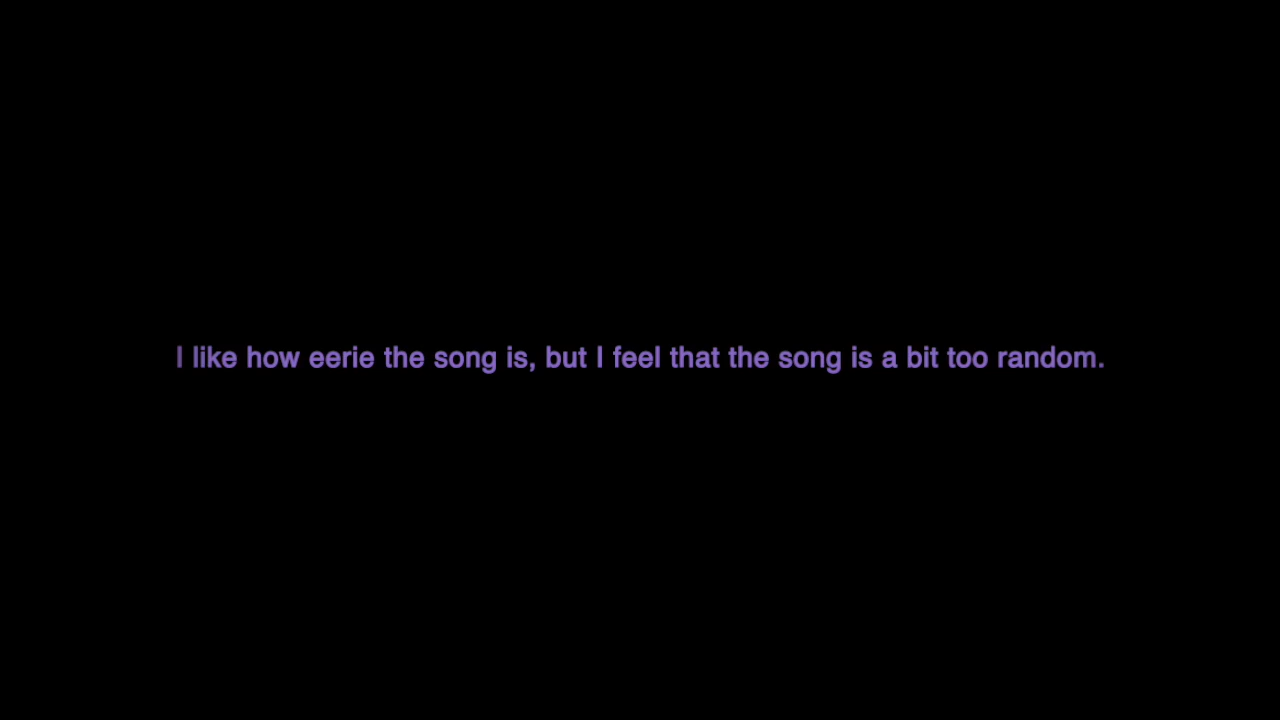 I like how eerie the song is, but I feel that the song is a bit too random.